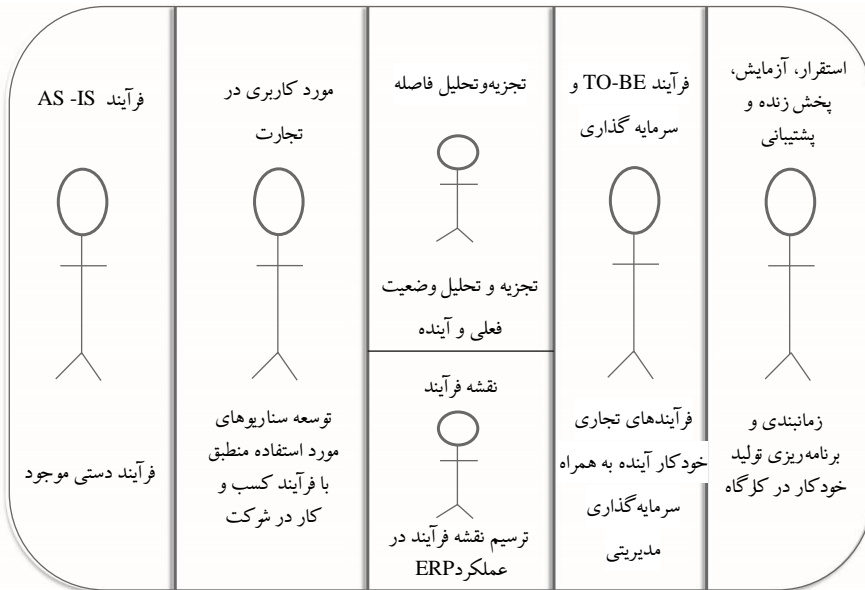 فرآیند AS -IS
فرآیند دستی موجود
مورد کاربری در
تجارت
توسعه سناریوهای
مورد استفاده منطبق
با فرآیند کسب و
کار در شرکت
تجزیه‌وتحلیل فاصله
تجزیه و تحلیل وضعیت
فعلی و آینده
نقشه فرآیند
ترسیم نقشه فرآیند در
عملکردERP
فرآیند TO-BE و
سرمایه گذاری
فرآیندهای تجاری
خودکار آینده به همراه
سرمایه‌گذاری
مدیریتی
استقرار، آزمایش،
پخش زنده و
پشتیبانی
زمانبندی و
برنامه‌ریزی تولید
خودکار در کارگاه